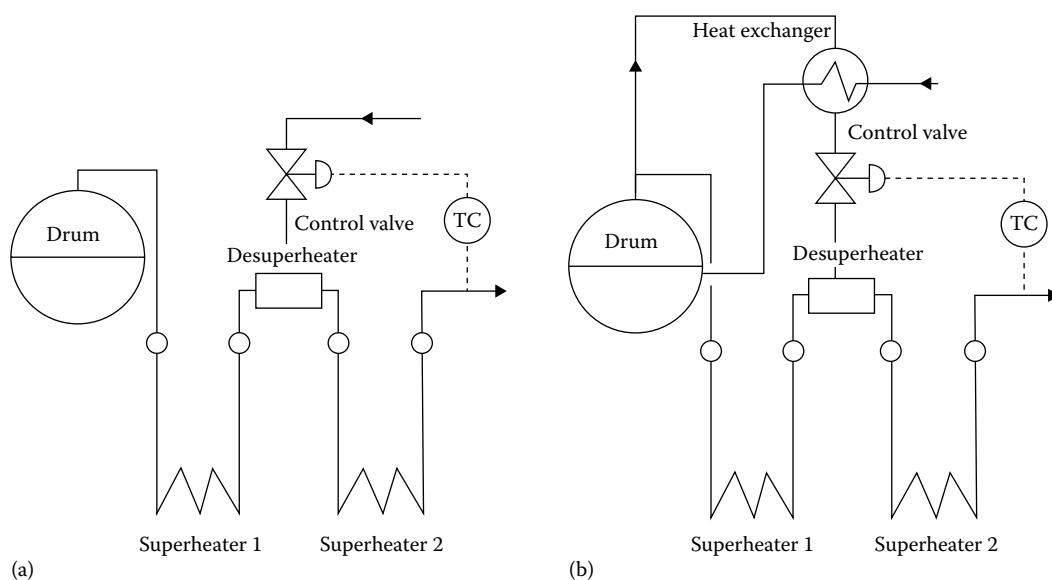 Drum
Control valve
TC
Desuperheater
Superheater 1
Superheater 2
(a)
Heat exchanger
Control valve
Drum
TC
Desuperheater
Superheater 1
Superheater 2
(b)